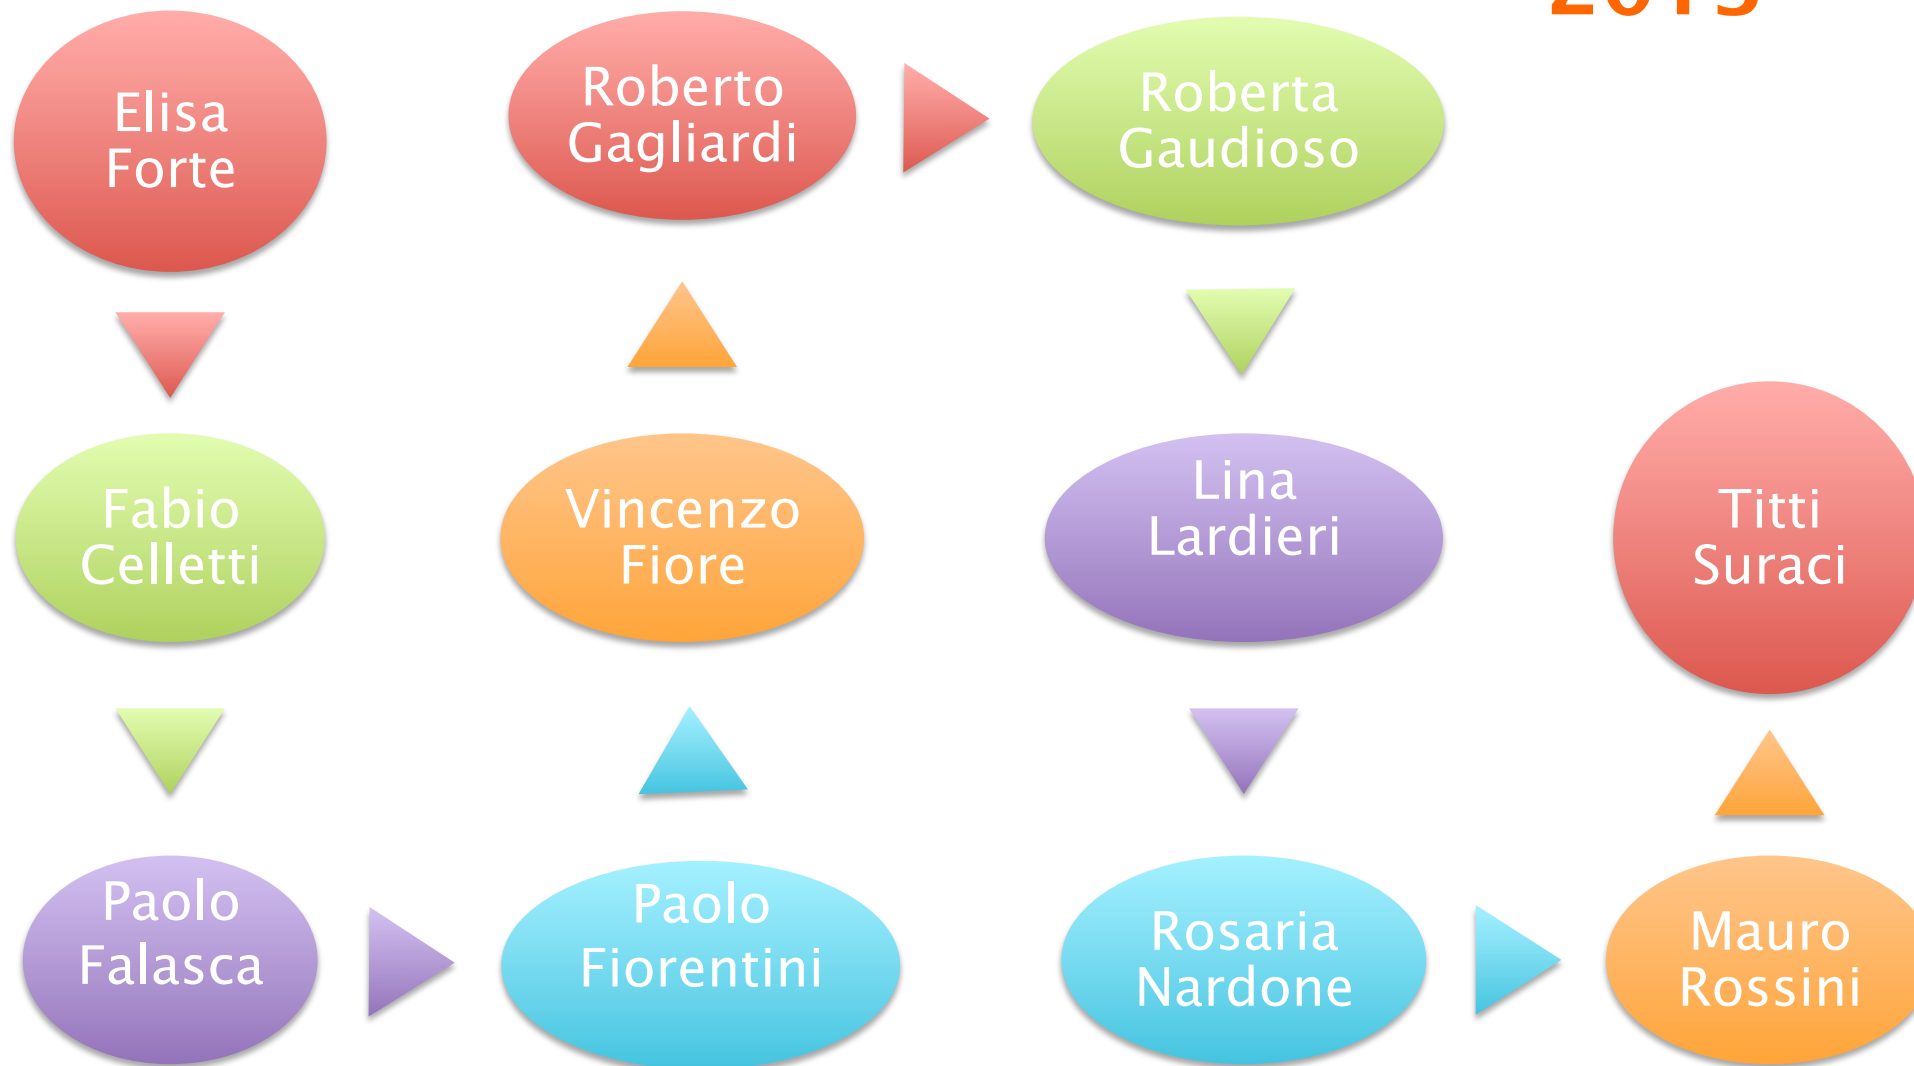 2013
Elisa
Forte
Fabio
Celletti
Paolo
Falasca
Paolo
Fiorentini
Vincenzo
Fiore
Roberto
Gagliardi
Roberta
Gaudioso
Lina
Lardieri
Rosaria
Nardone
Mauro
Rossini
Titti
Suraci